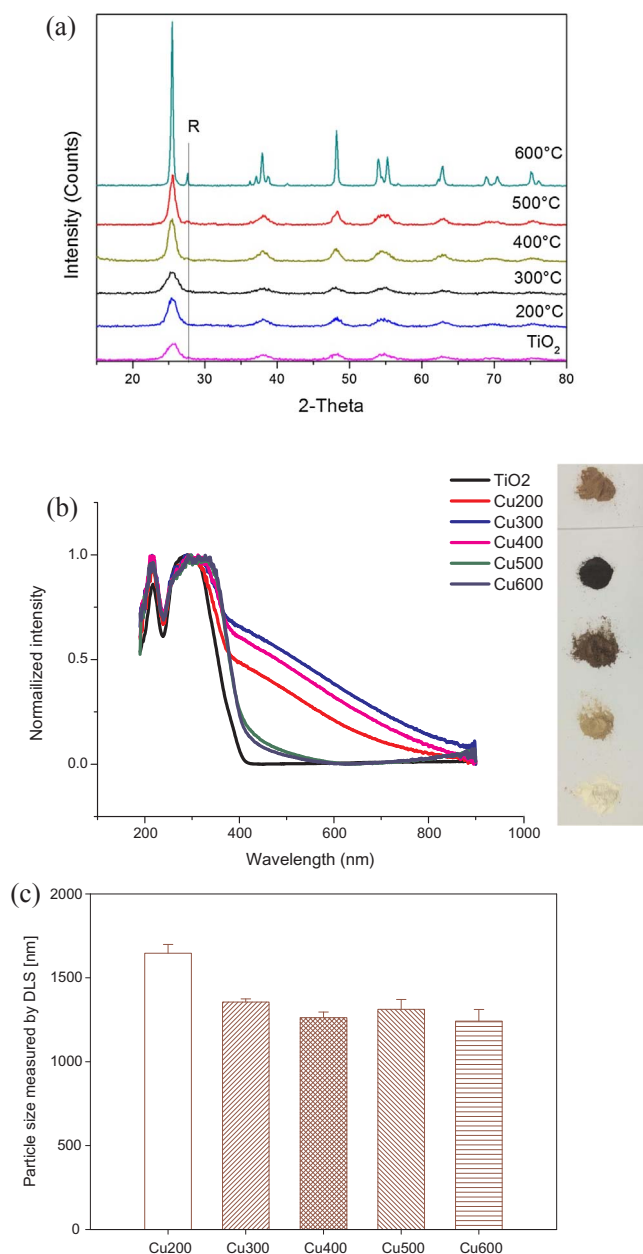 (a)
R
600°C
500°C
400°C
300°C
200°C
TiO2
Intensity (Counts)
15 20 30 40 50 60 70 80
2-Theta
(b)
TiO2
Cu200
Cu300
Cu400
Cu500
Cu600
1.0
0.5
0.0
Normailized intensity
200 400 600 800 1000
Wavelength (nm)
(c)
2000
1500
1000
500
0
Particle size measured by DLS [nm]
Cu200 Cu300 Cu400 Cu500 Cu600